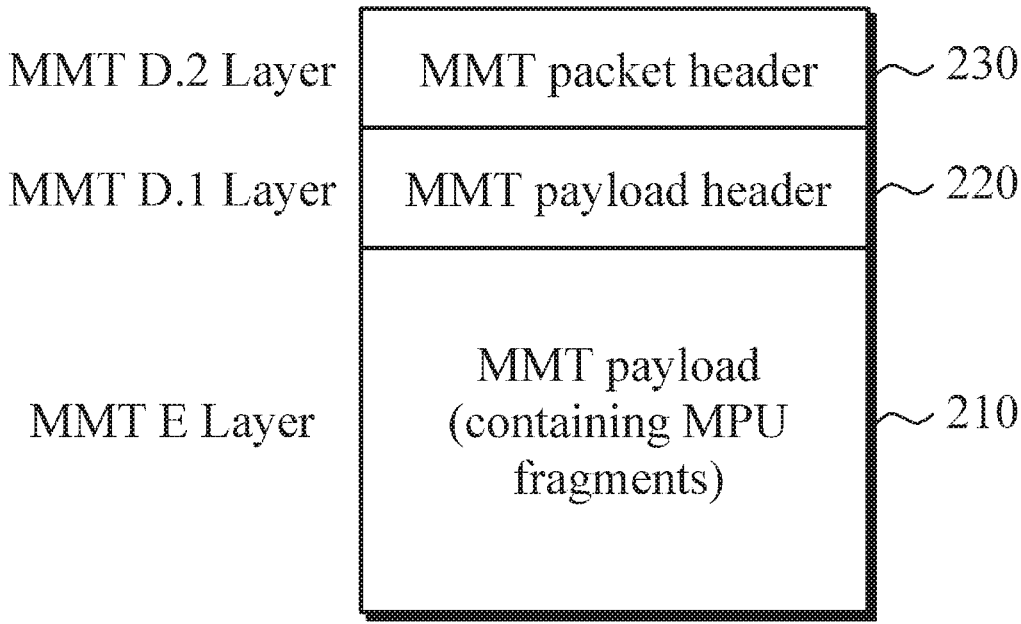 MMT D.2 Layer MMT packet header 230
MMT D.1 Layer MMT payload header 220
MMT E Layer
MMT payload
(containing MPU
fragments)
210